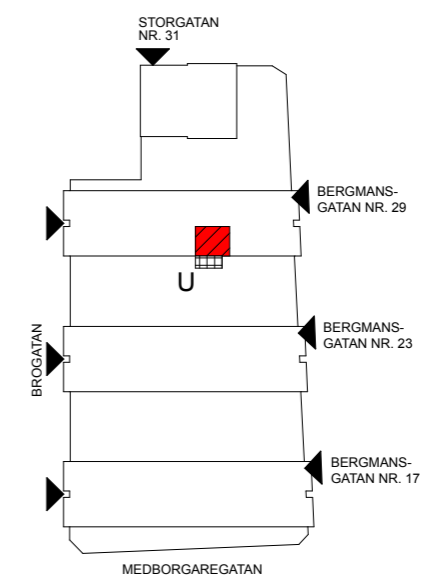 STORGATAN
NR. 31
BERGMANS-
GATAN NR. 29
U
BERGMANS-
GATAN NR. 23
BROGATAN
BERGMANS-
GATAN NR. 17
MEDBORGAREGATAN